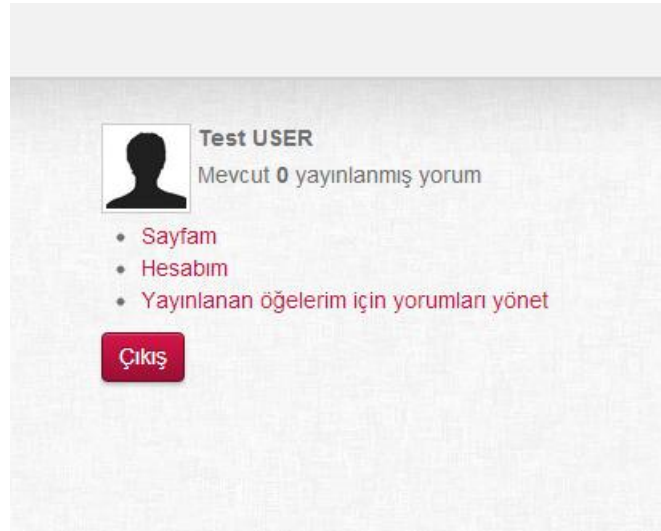 Test USER
Mevcut 0 yayınlanmış yorum
Sayfam
Hesabım
Yayınlanan öğelerim için yorumları yönet
Çıkış